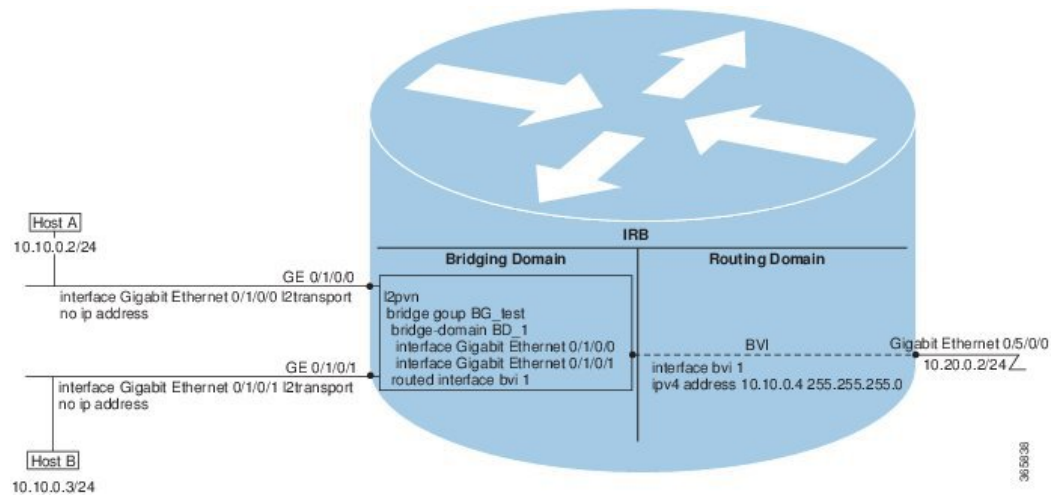 IRB
Bridging Domain
Routing Domain
Host A
10.10.0.2/24
GE 0/1/0/0
interface Gigabit Ethernet 0/1/0/0 l2transport
no ip address
l2pvn
bridge goup BG_test
bridge-domain BD_1
interface Gigabit Ethernet 0/1/0/0
interface Gigabit Ethernet 0/1/0/1
routed interface bvi 1
BVI
interface bvi 1
ipv4 address 10.10.0.4 255.255.255.0
Gigabit Ethernet 0/5/0/0
10.20.0.2/24
GE 0/1/0/1
interface Gigabit Ethernet 0/1/0/1 l2transport
no ip address
Host B
10.10.0.3/24
365838